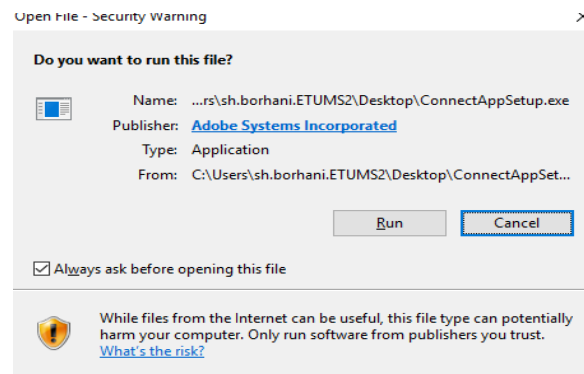 Open File - Security Warning
Do you want to run this file?
Name: ...rs\sh.borhani.ETUMS2\Desktop\ConnectAppSetup.exe
Publisher: Adobe Systems Incorporated
Type: Application
From: C:\Users\sh.borhani.ETUMS2\Desktop\ConnectAppSet...
Run Cancel
Always ask before opening this file
While files from the Internet can be useful, this file type can potentially
harm your computer. Only run software from publishers you trust.
What's the risk?